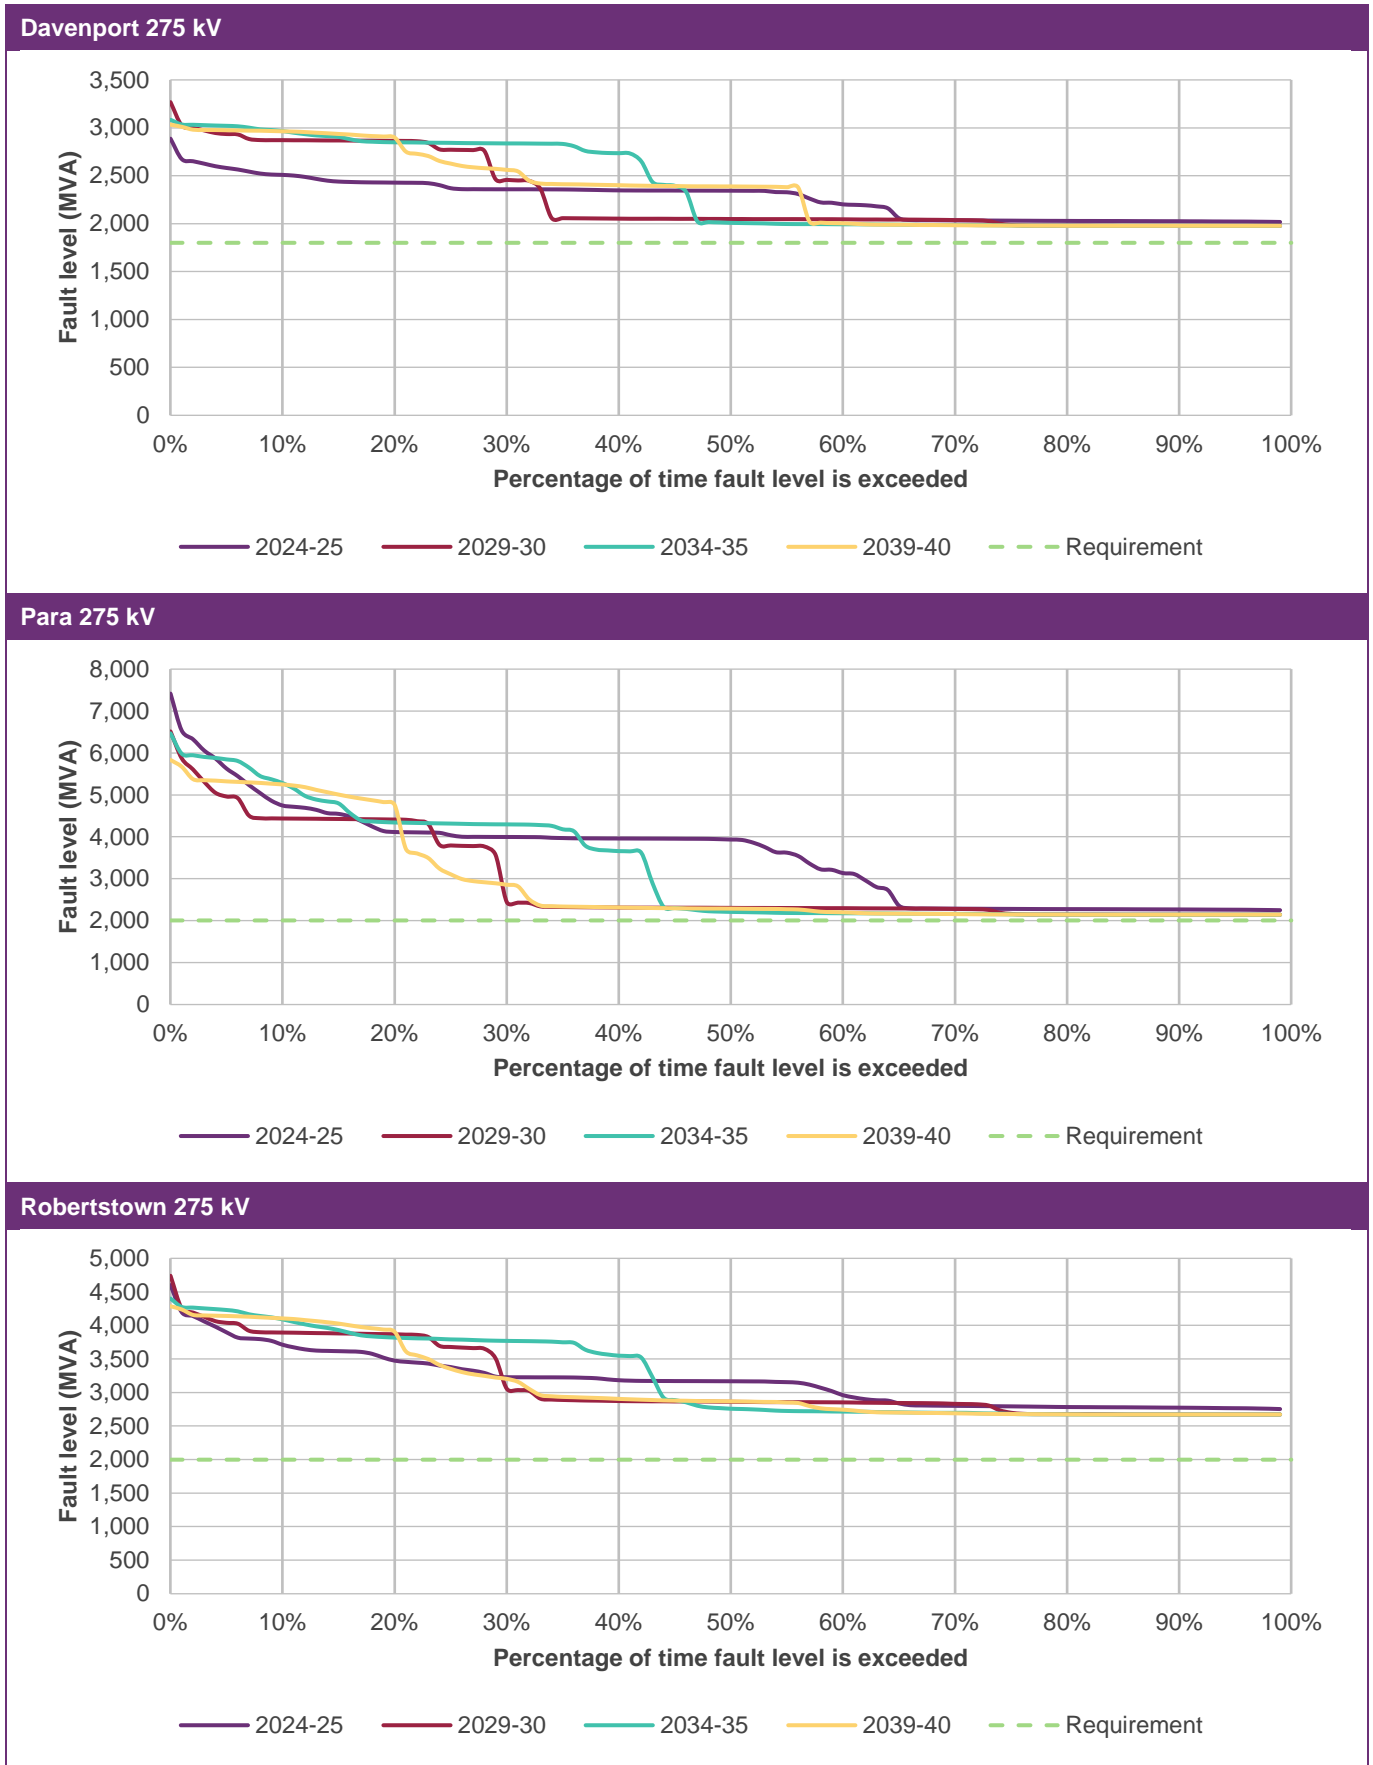 Davenport 275 kV
3,500
3,000
2,500
2,000
1,500
1,000
500
0
Fault level (MVA)
0% 10% 20% 30% 40% 50% 60% 70% 80% 90% 100%
Percentage of time fault level is exceeded
2024-25 2029-30 2034-35 2039-40 Requirement
Para 275 kV
8,000
7,000
6,000
5,000
4,000
3,000
2,000
1,000
0
Fault level (MVA)
0% 10% 20% 30% 40% 50% 60% 70% 80% 90% 100%
Percentage of time fault level is exceeded
2024-25 2029-30 2034-35 2039-40 Requirement
Robertstown 275 kV
5,000
4,500
4,000
3,500
3,000
2,500
2,000
1,500
1,000
500
0
Fault level (MVA)
0% 10% 20% 30% 40% 50% 60% 70% 80% 90% 100%
Percentage of time fault level is exceeded
2024-25 2029-30 2034-35 2039-40 Requirement